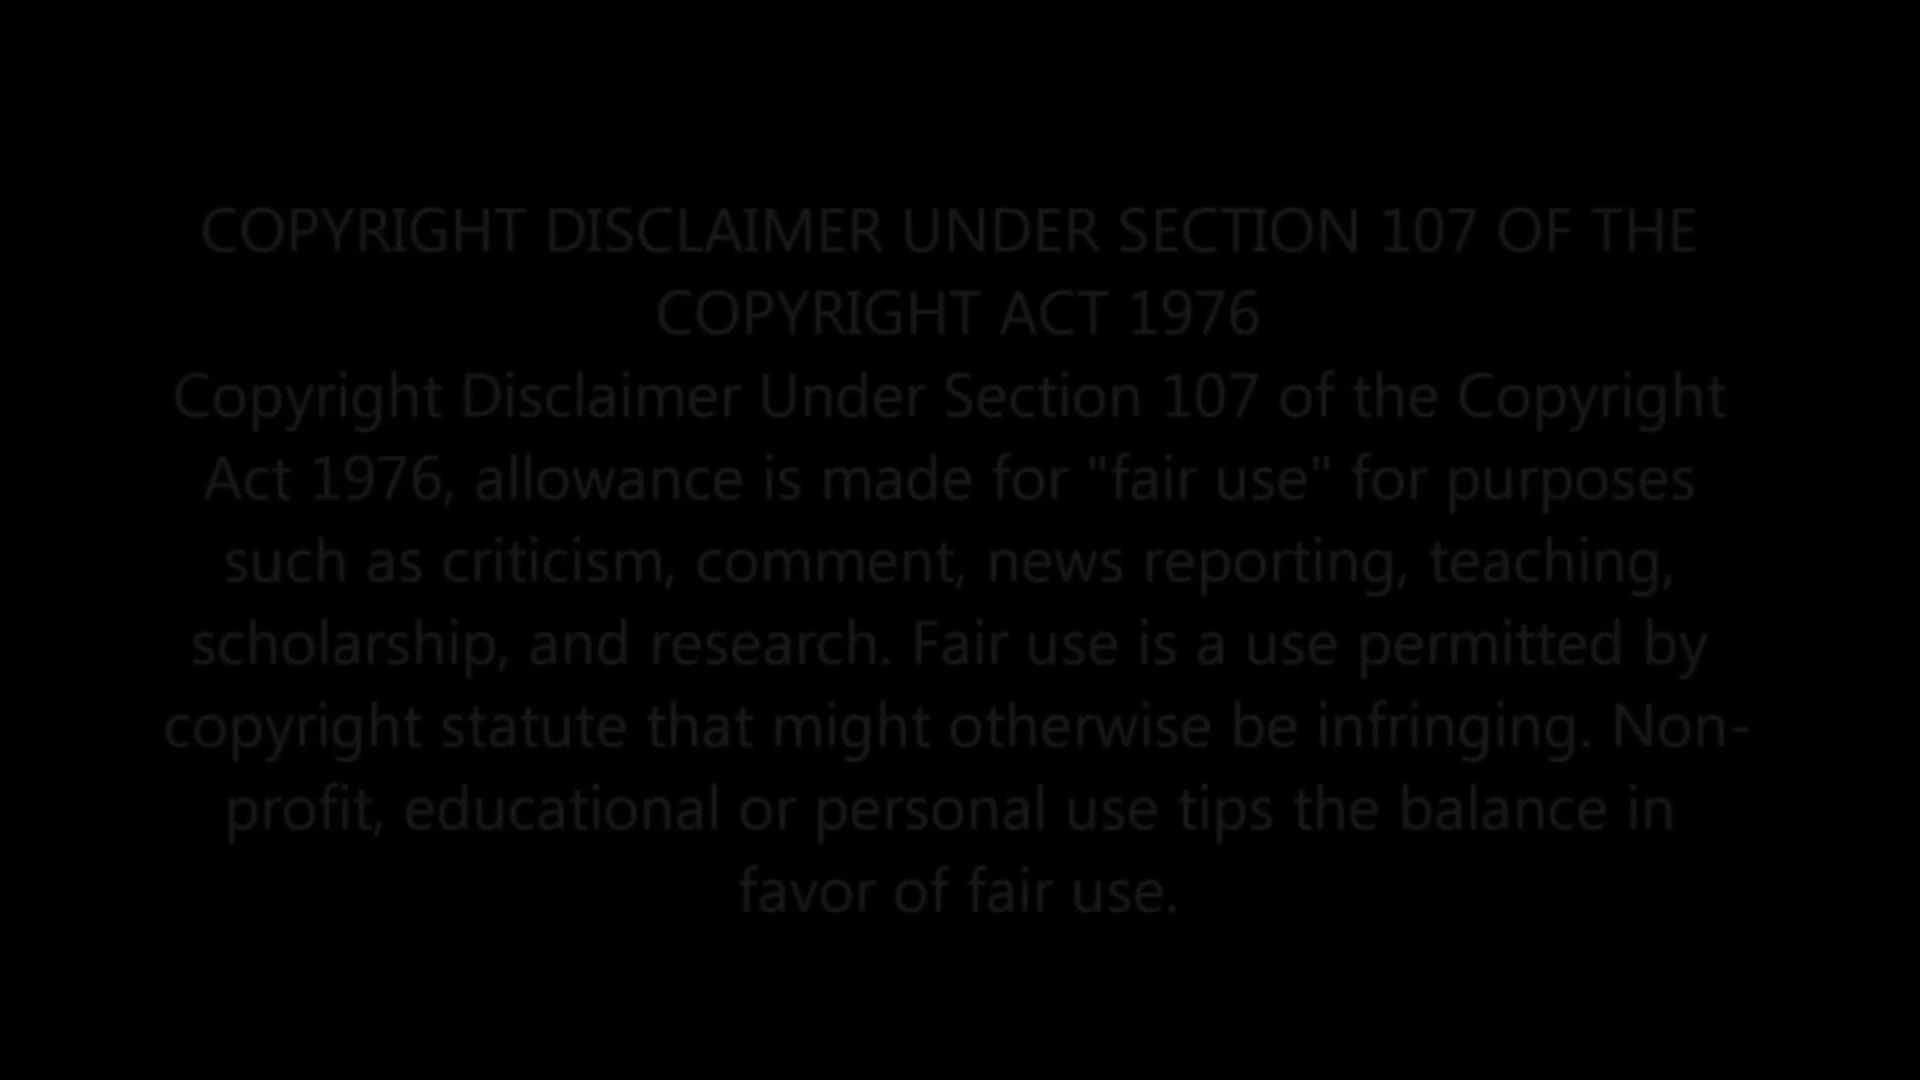 COPYRIGHT DISCLAIMER UNDER SECTION 107 OF THE
COPYRIGHT ACT 1976
Copyright Disclaimer Under Section 107 of the Copyright
Act 1976, allowance is made for "fair use" for purposes
such as criticism, comment, news reporting, teaching,
scholarship, and research. Fair use is a use permitted by
copyright statute that might otherwise be infringing. Non-
profit, educational or personal use tips the balance in
favor of fair use.